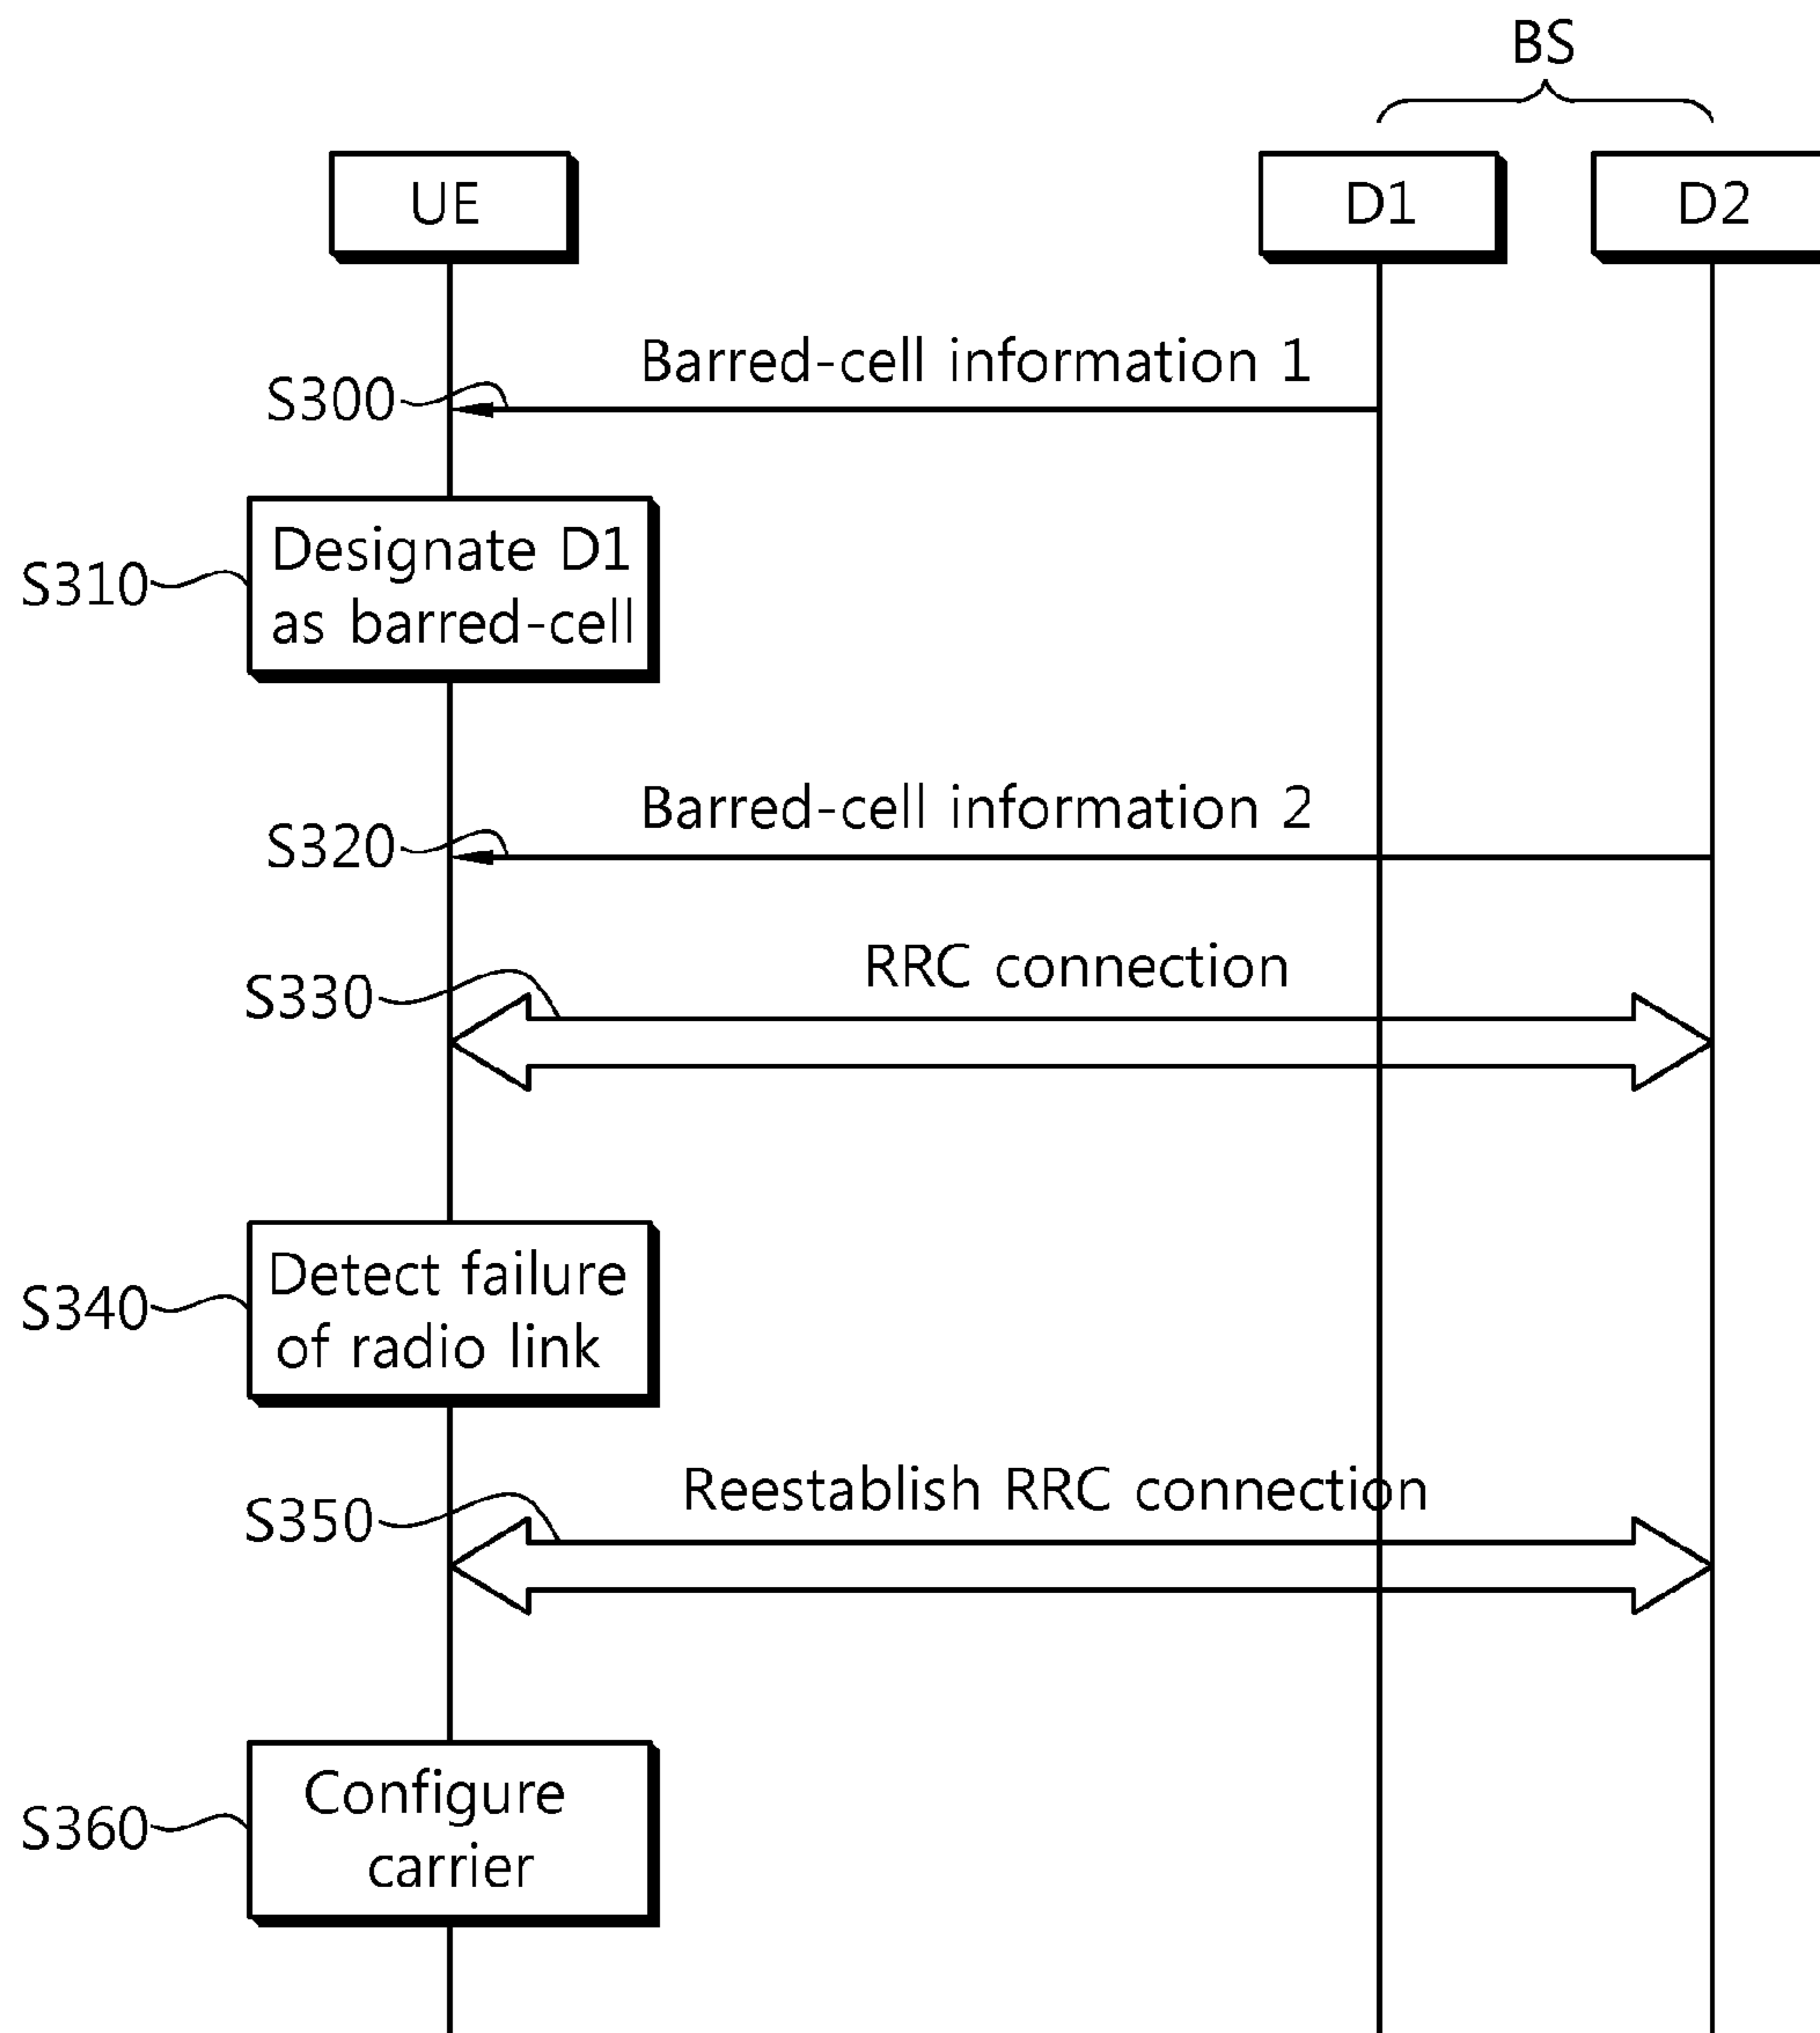 BS
UE
D1
D2
Barred-cell information 1
S300
Designate D1
as barred-cell
S310
Barred-cell information 2
S320
RRC connection
S330
Detect failure
of radio link
S340
Reestablish RRC connection
S350
Configure
carrier
S360